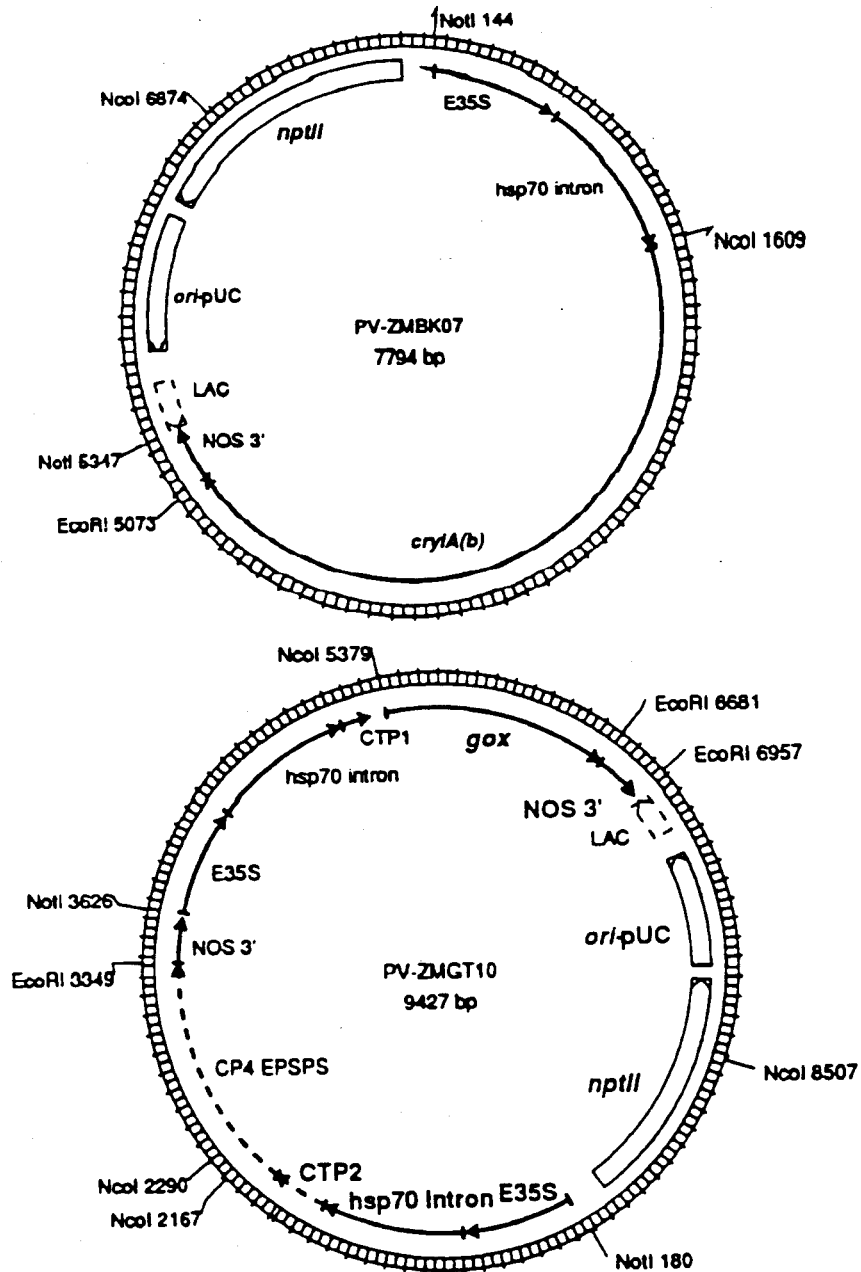 NotI 144
NcoI 6874
E35S
nptII
hsp70 intron
NcoI 1609
ori-pUC
PV-ZMBK07
7794 bp
LAC
NOS 3'
NotI 5347
EcoRI 5073
cryIA(b)
NcoI 5379
EcoRI 6681
CTP1
gox
EcoRI 6957
hsp70 intron
NOS 3'
LAC
E35S
NotI 3626
ori-pUC
NOS 3'
PV-ZMGT10
EcoRI 3349
9427 bp
CP4 EPSPS
NcoI 8507
nptII
NcoI 2290
CTP2
NcoI 2167
hsp70 Intron E35S
NotI 180